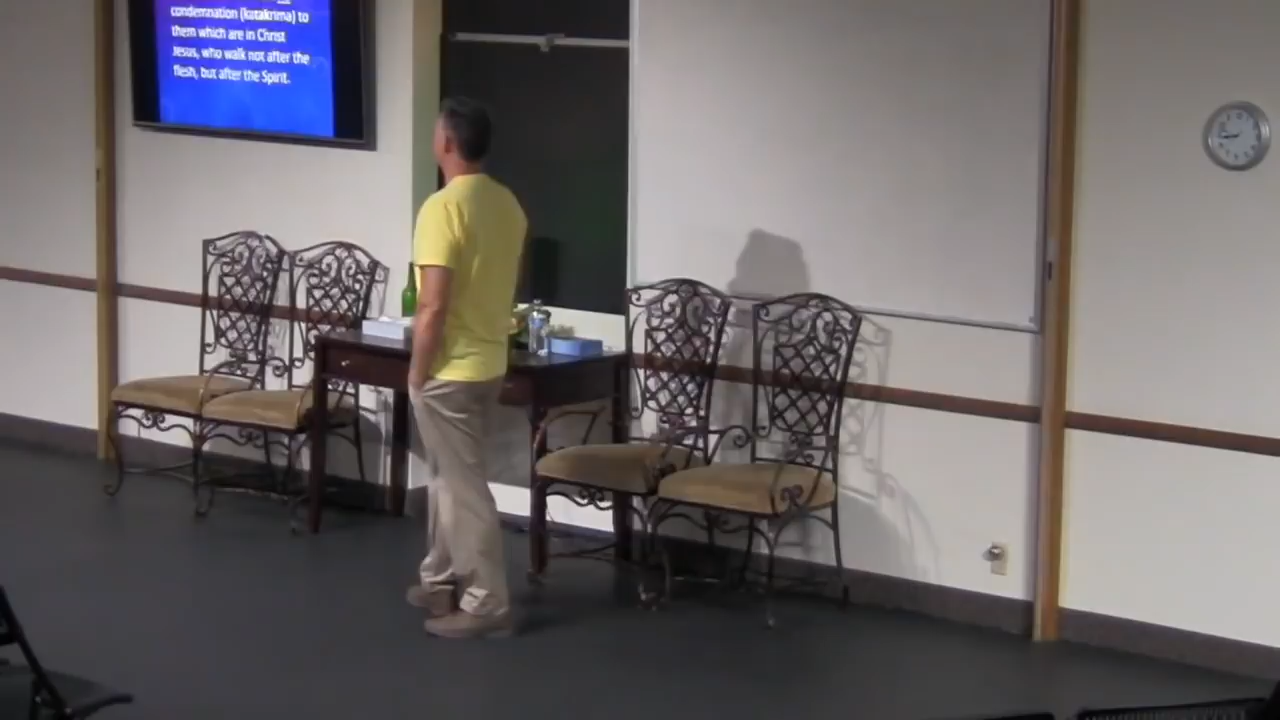 condemnation (katakrima) to
them which are in Christ
Jesus, who walk not after the
flesh, but after the Spirit.